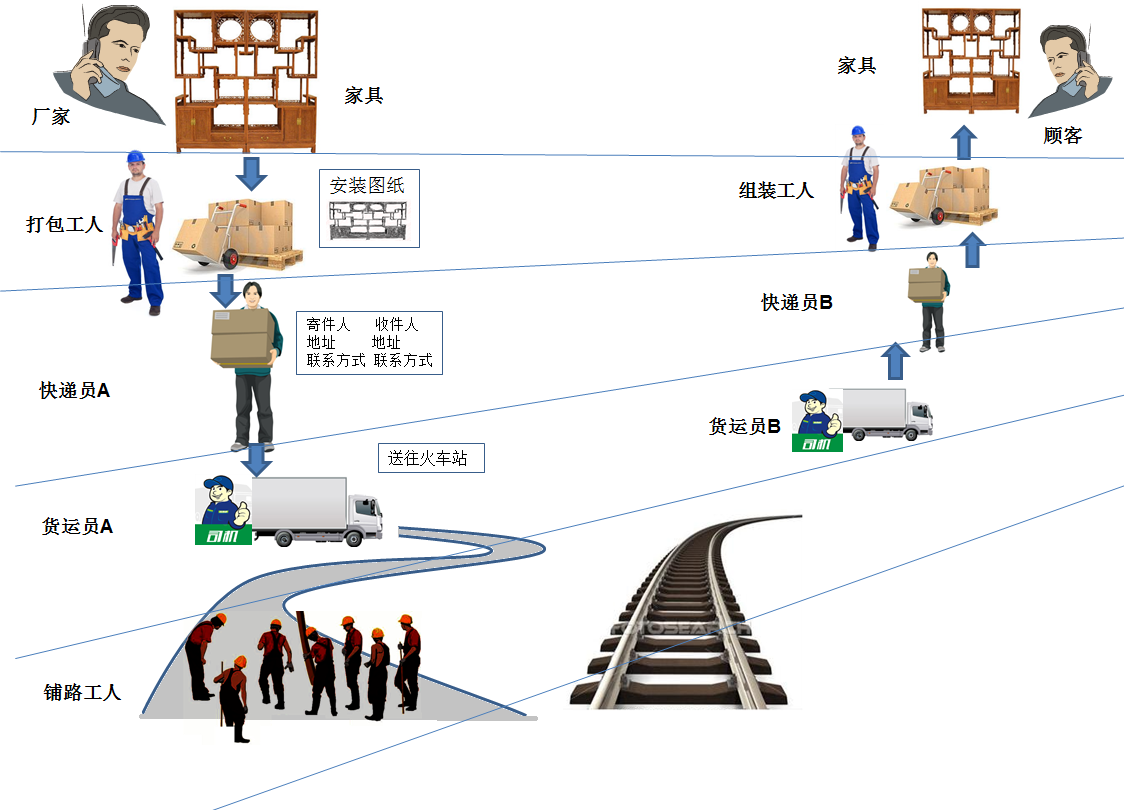 厂家
家具
家具
顾客
打包工人
安装图纸
组装工人
快递员A
寄件人 收件人
地址 地址
联系方式 联系方式
快递员B
货运员A
送往火车站
司机
货运员B
司机
铺路工人